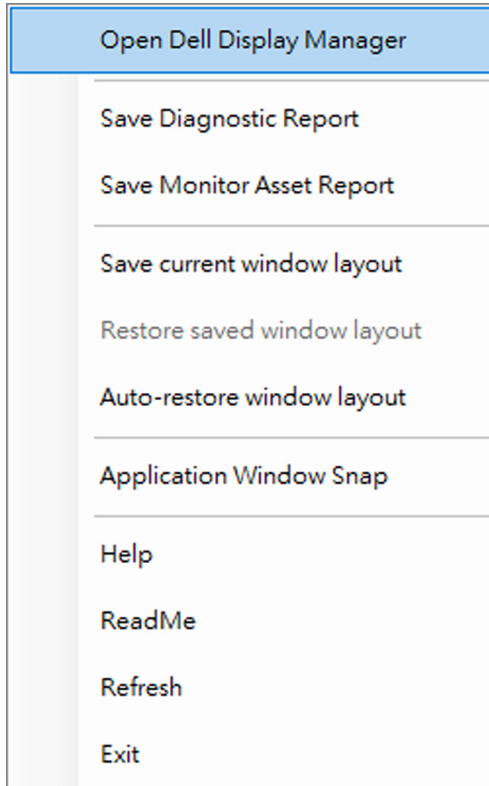 Open Dell Display Manager
Save Diagnostic Report
Save Monitor Asset Report
Save current window layout
Restore saved window layout
Auto-restore window layout
Application Window Snap
Help
ReadMe
Refresh
Exit